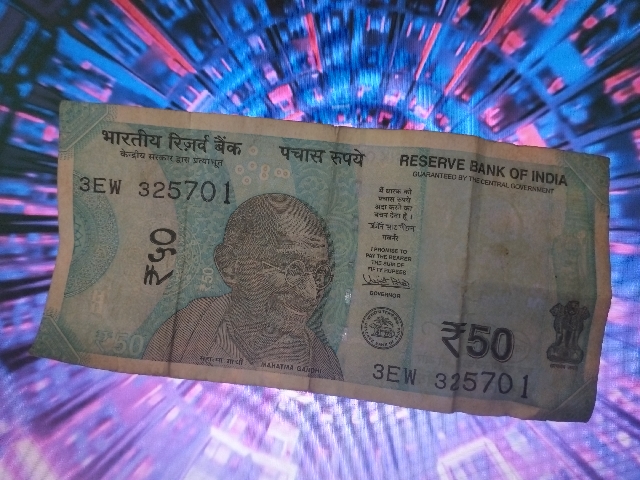 भारतीय रिज़र्व बैंक
केन्द्रीय सरकार द्वारा प्रत्याभूत
पचास रुपये
RESERVE BANK OF INDIA
GUARANTEED BY THE CENTRAL GOVERNMENT
3EW 325701
₹५०
मैं धारक को
पचास रुपये
अदा करने का
वचन देता हूँ।
गवर्नर
I PROMISE TO
PAY THE BEARER
THE SUM OF
FIFTY RUPEES
GOVERNOR
₹50
3EW 325701
महात्मा गांधी
MAHATMA GANDHI